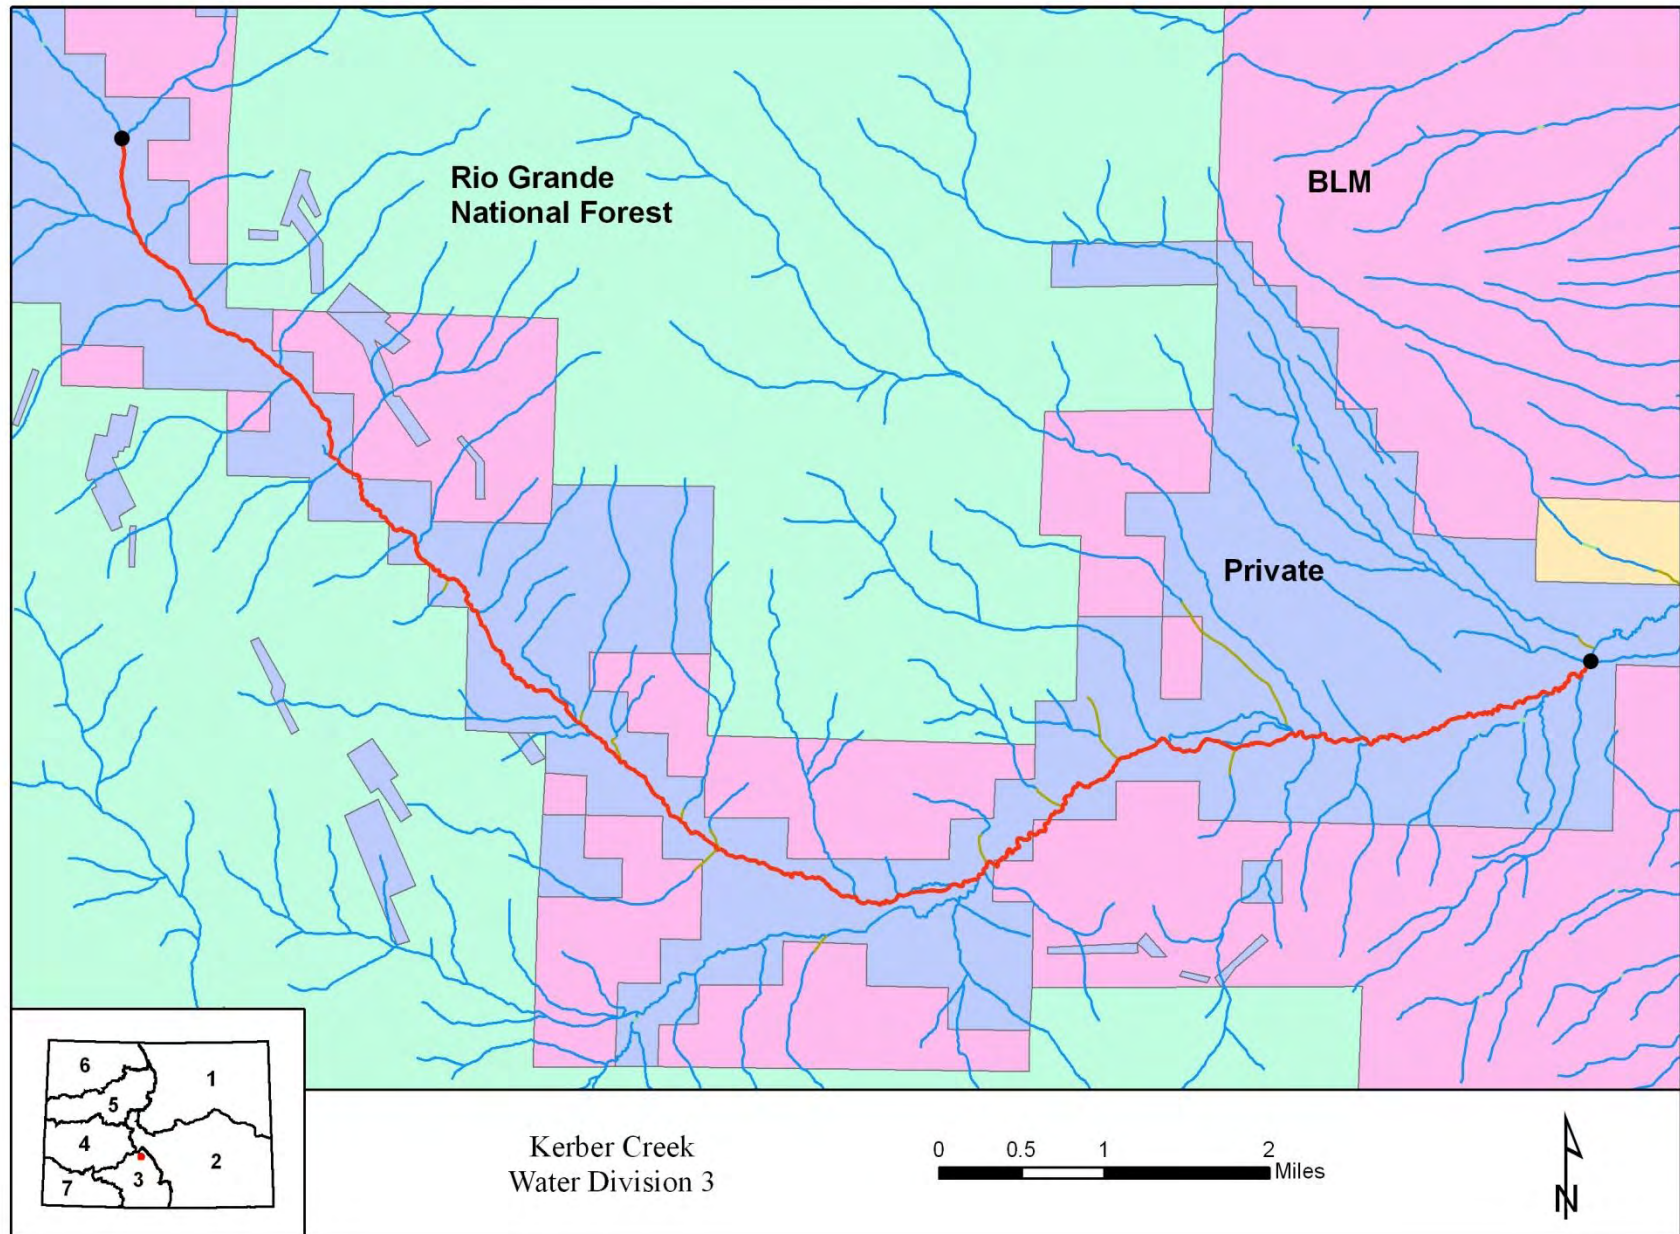 Rio Grande
National Forest
BLM
Private
6
1
5
4
2
3
7
Kerber Creek
Water Division 3
0 0.5 1 2
Miles
N